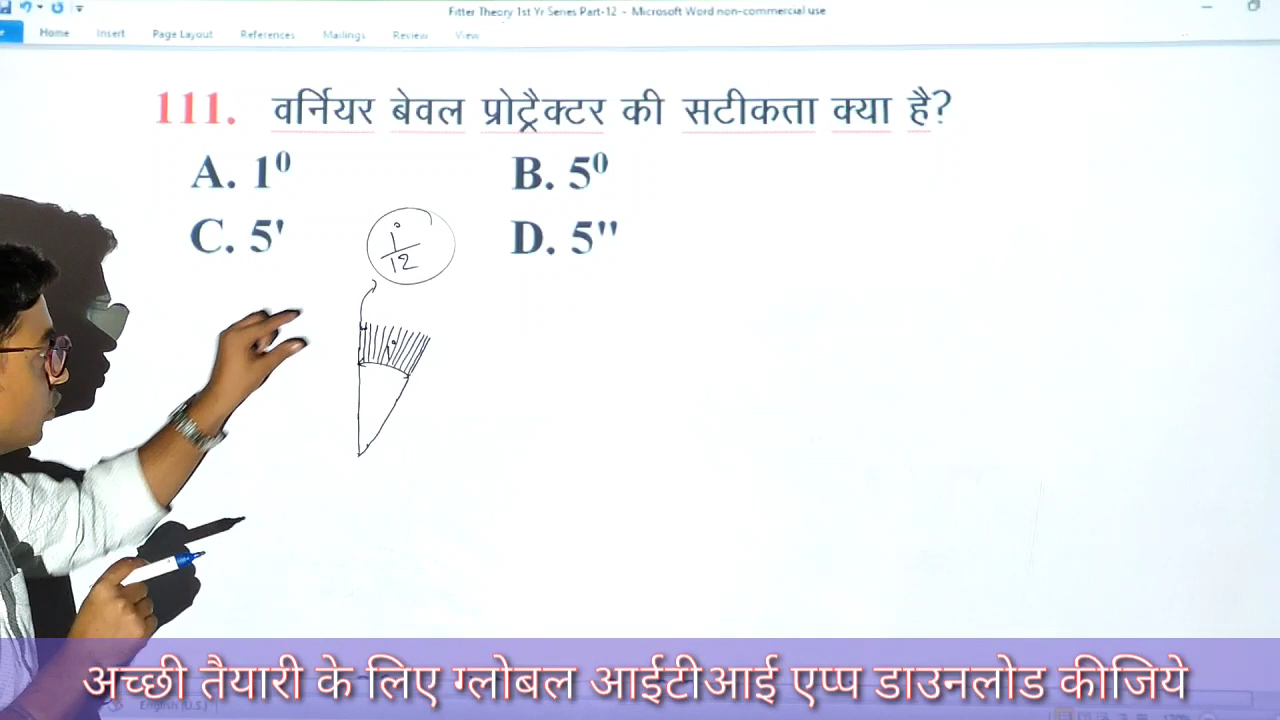 Fitter Theory 1st Yr Series Part-12 - Microsoft Word non-commercial use
Home Insert Page Layout References Mailings Review View
111. वर्नियर बेवल प्रोट्रैक्टर की सटीकता क्या है?
A. 1⁰ B. 5⁰
C. 5' D. 5''
1°
12
1°
अच्छी तैयारी के लिए ग्लोबल आईटीआई एप्प डाउनलोड कीजिये
English (U.S.)